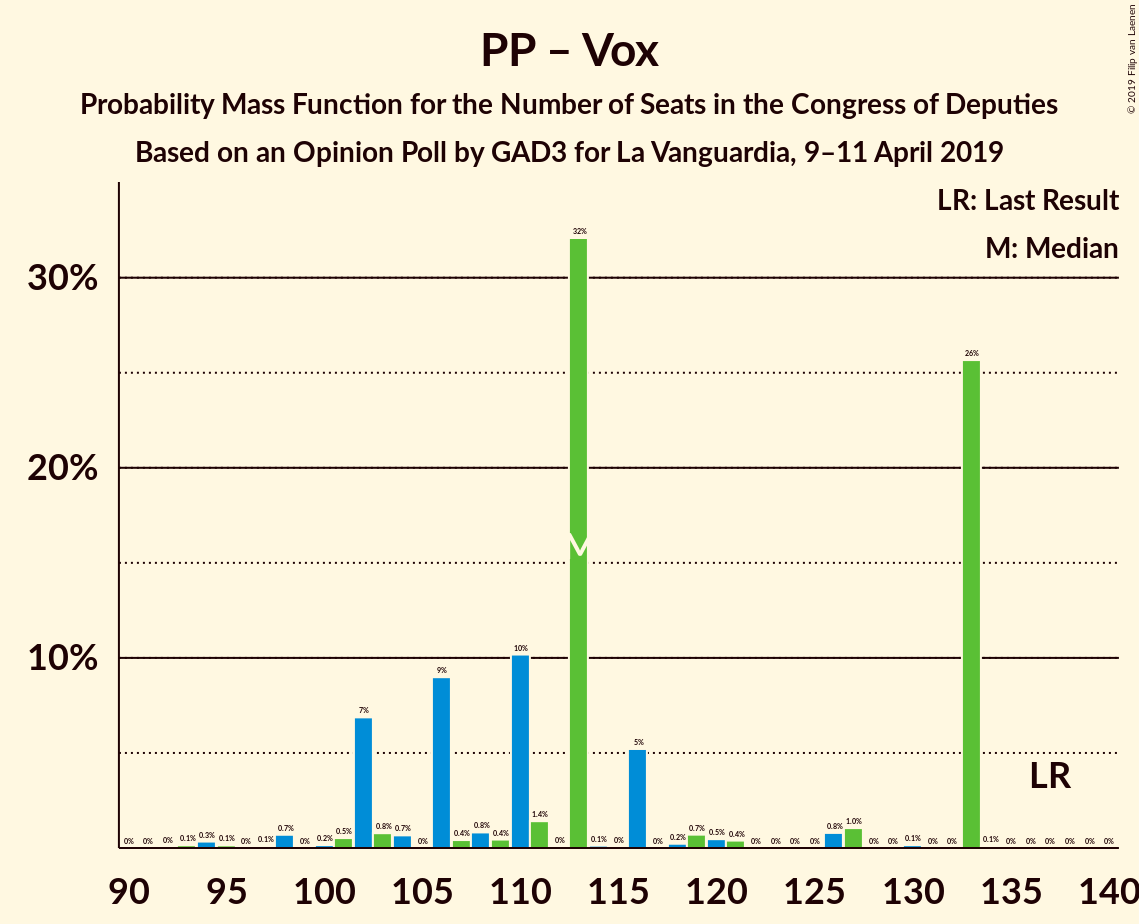 PP – Vox
Probability Mass Function for the Number of Seats in the Congress of Deputies
Based on an Opinion Poll by GAD3 for La Vanguardia, 9–11 April 2019
© 2019 Filip van Laenen
LR: Last Result
M: Median
30%
20%
10%
0% 0% 0% 0.1% 0.3% 0.1% 0% 0.1% 0.7% 0% 0.2% 0.5% 7% 0.8% 0.7% 0% 9% 0.4% 0.8% 0.4% 10% 1.4% 0% 32% 0.1% 0% 5% 0% 0.2% 0.7% 0.5% 0.4% 0% 0% 0% 0% 0.8% 1.0% 0% 0% 0.1% 0% 0% 26% 0.1% 0% 0% 0% 0% 0% 0%
M
LR
90 95 100 105 110 115 120 125 130 135 140